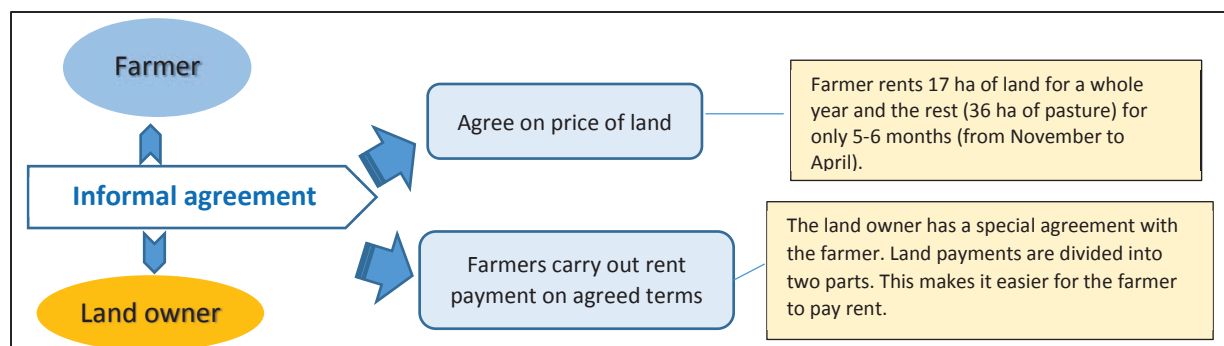 Farmer
Informal agreement
Land owner
Agree on price of land
Farmer rents 17 ha of land for a whole
year and the rest (36 ha of pasture) for
only 5-6 months (from November to
April).
Farmers carry out rent
payment on agreed terms
The land owner has a special agreement with
the farmer. Land payments are divided into
two parts. This makes it easier for the farmer
to pay rent.